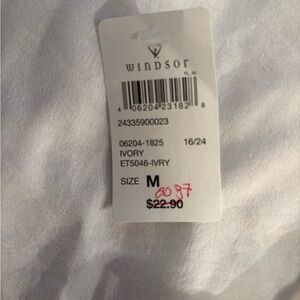 WINDSOR
4 06204 23182 8
24335900023
06204-1825 16/24
IVORY
ET5046-IVRY
SIZE M
$22.90